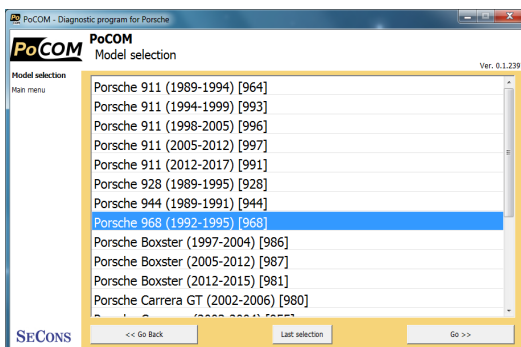 PoCOM - Diagnostic program for Porsche
PoCOM
PoCOM
Model selection
Ver. 0.1.239
Model selection
Main menu
Porsche 911 (1989-1994) [964]
Porsche 911 (1994-1999) [993]
Porsche 911 (1998-2005) [996]
Porsche 911 (2005-2012) [997]
Porsche 911 (2012-2017) [991]
Porsche 928 (1989-1995) [928]
Porsche 944 (1989-1991) [944]
Porsche 968 (1992-1995) [968]
Porsche Boxster (1997-2004) [986]
Porsche Boxster (2005-2012) [987]
Porsche Boxster (2012-2015) [981]
Porsche Carrera GT (2002-2006) [980]
SECONS
<< Go Back
Last selection
Go >>